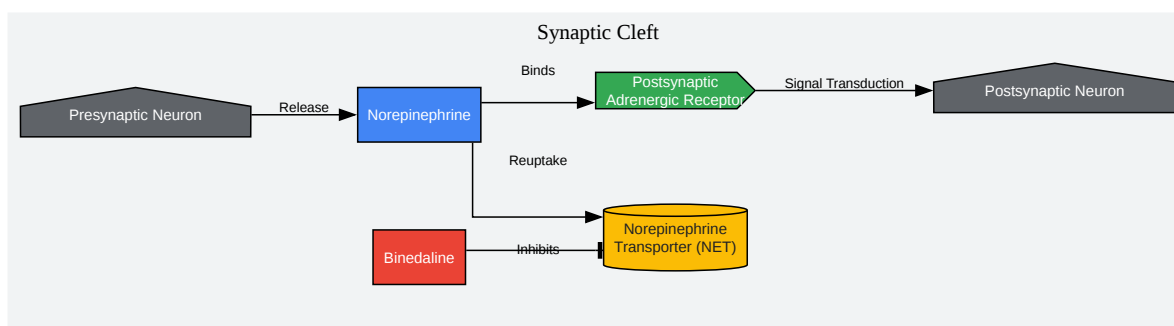 Synaptic Cleft
Binds
Postsynaptic
Adrenergic Receptor
Signal Transduction
Postsynaptic Neuron
Presynaptic Neuron
Release
Norepinephrine
Reuptake
Norepinephrine
Transporter (NET)
Inhibits
Binedaline